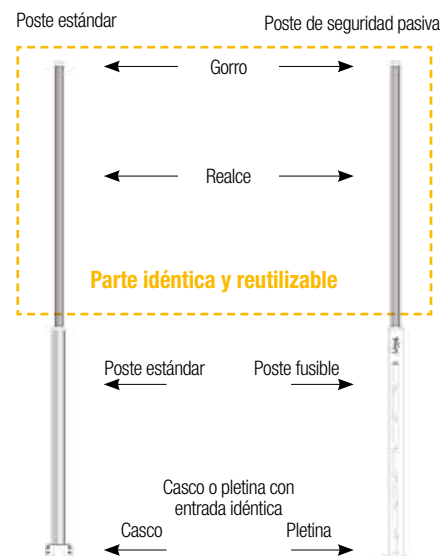 Poste estándar
Poste de seguridad pasiva
Gorro
Realce
Parte idéntica y reutilizable
Poste estándar
Poste fusible
Casco o pletina con
entrada idéntica
Casco
Pletina